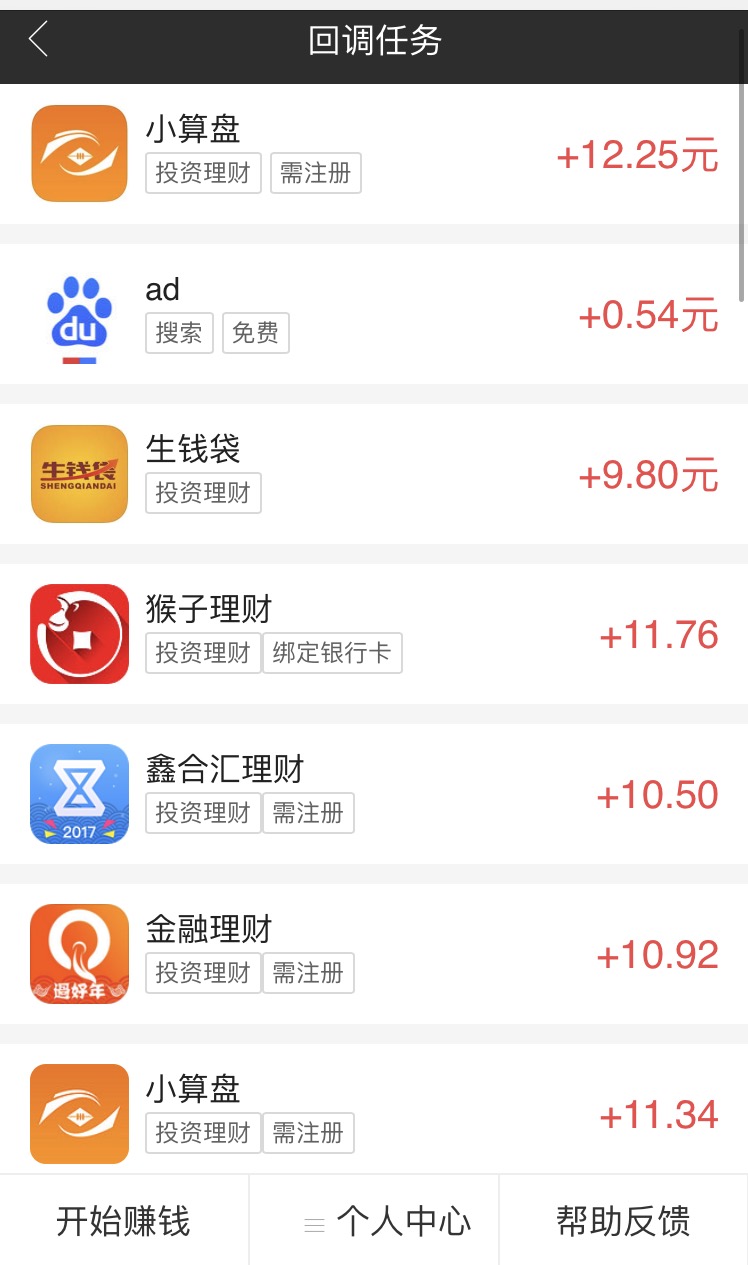 回调任务
小算盘
投资理财 需注册
+12.25元
du
ad
搜索 免费
+0.54元
生钱袋
SHENGQIANDAI
生钱袋
投资理财
+9.80元
猴子理财
投资理财 绑定银行卡
+11.76
2017
鑫合汇理财
投资理财 需注册
+10.50
迴好年
金融理财
投资理财 需注册
+10.92
小算盘
投资理财 需注册
+11.34
开始赚钱 个人中心 帮助反馈